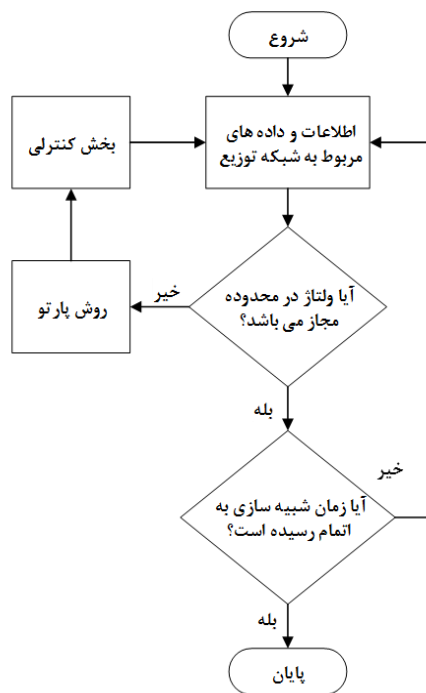 شروع
اطلاعات و داده های
مربوط به شبکه توزیع
بخش کنترلی
آیا ولتاژ در محدوده
مجاز می باشد؟
خیر
روش پارتو
بله
آیا زمان شبیه سازی به
اتمام رسیده است؟
خیر
بله
پایان